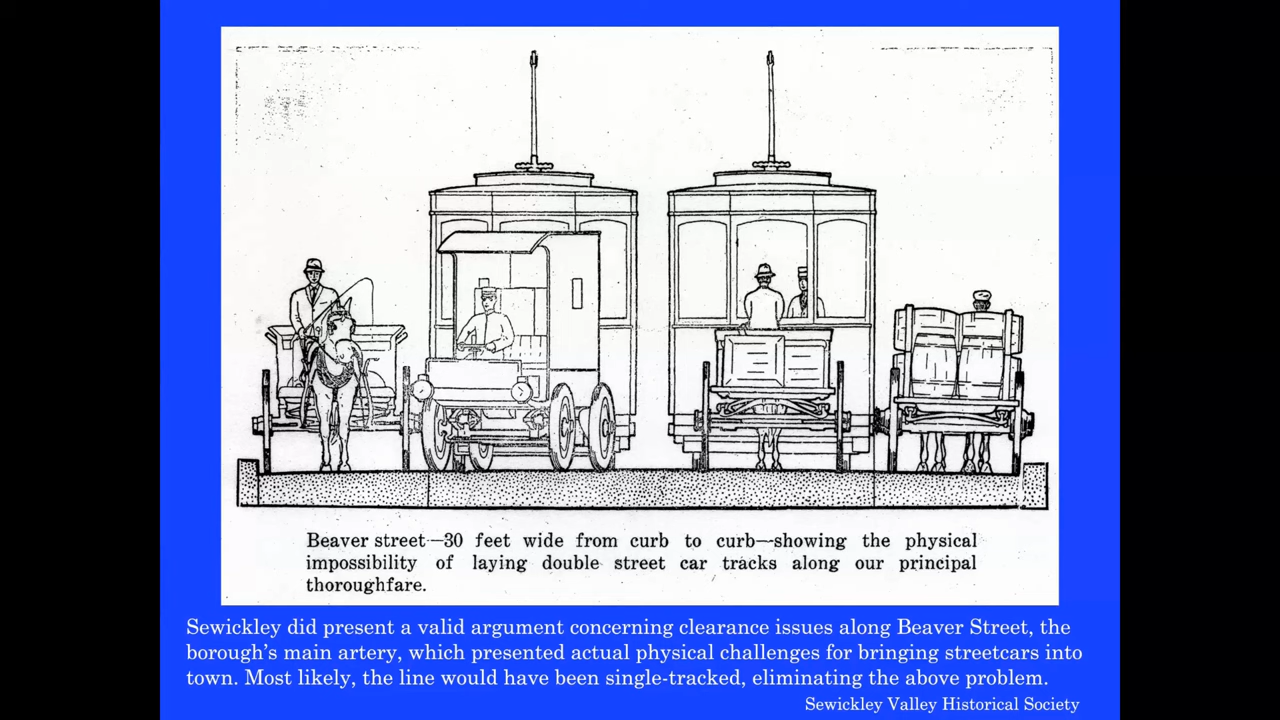 Beaver street—30 feet wide from curb to curb—showing the physical
impossibility of laying double street car tracks along our principal
thoroughfare.
Sewickley did present a valid argument concerning clearance issues along Beaver Street, the
borough's main artery, which presented actual physical challenges for bringing streetcars into
town. Most likely, the line would have been single-tracked, eliminating the above problem.
Sewickley Valley Historical Society